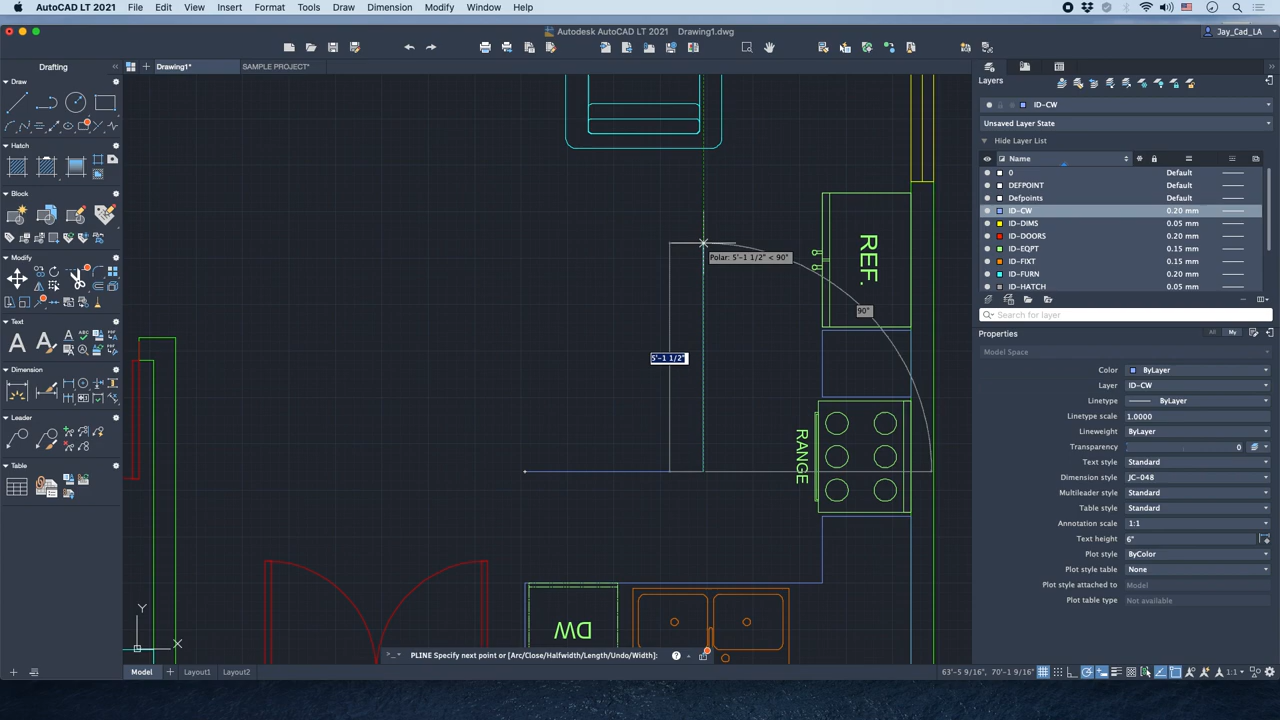 AutoCAD LT 2021 File Edit View Insert Format Tools Draw Dimension Modify Window Help
Autodesk AutoCAD LT 2021 Drawing1.dwg
Jay_Cad_LA
Drafting
Drawing1*
SAMPLE PROJECT*
Draw
Hatch
Block
Modify
Text
Dimension
Leader
Table
REF.
RANGE
DW
Polar: 5'-1 1/2" < 90°
90°
5'-1 1/2"
Y
X
PLINE Specify next point or [Arc/Close/Halfwidth/Length/Undo/Width]:
Model
Layout1
Layout2
63'-5 9/16", 70'-1 9/16"
1:1
Layers
ID-CW
Unsaved Layer State
Hide Layer List
Name
0 Default
DEFPOINT Default
Defpoints Default
ID-CW 0.20 mm
ID-DIMS 0.20 mm
ID-DOORS 0.20 mm
ID-EQPT 0.15 mm
ID-FIXT 0.15 mm
ID-FURN 0.20 mm
ID-HATCH 0.05 mm
Search for layer
Properties
All My
Model Space
Color ByLayer
Layer ID-CW
Linetype ByLayer
Linetype scale 1.0000
Lineweight ByLayer
Transparency 0
Text style Standard
Dimension style JC-048
Multileader style Standard
Table style Standard
Annotation scale 1:1
Text height 6"
Plot style ByColor
Plot style table None
Plot style attached to Model
Plot table type Not available